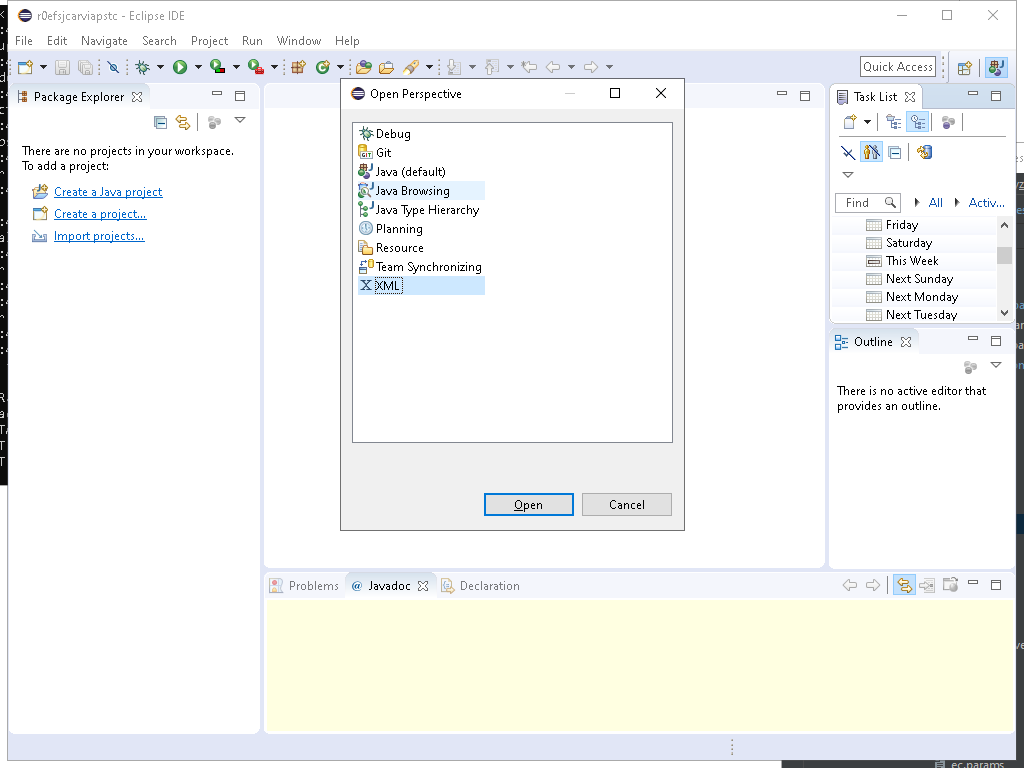 r0efsjcarviapstc - Eclipse IDE
File Edit Navigate Search Project Run Window Help
Quick Access
Package Explorer
There are no projects in your workspace.
To add a project:
Create a Java project
Create a project...
Import projects...
Open Perspective
Debug
Git
Java (default)
Java Browsing
Java Type Hierarchy
Planning
Resource
Team Synchronizing
XML
Open Cancel
Task List
Find All Activ...
Friday
Saturday
This Week
Next Sunday
Next Monday
Next Tuesday
Outline
There is no active editor that
provides an outline.
Problems @ Javadoc Declaration
ec.params